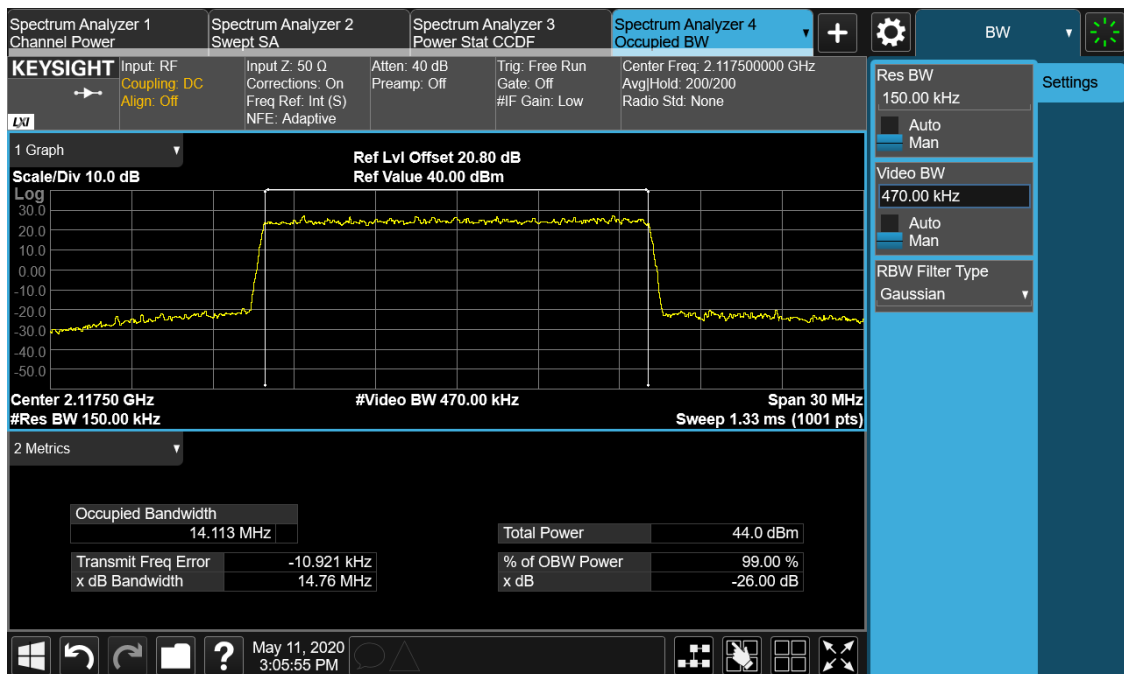 Spectrum Analyzer 1
Channel Power
Spectrum Analyzer 2
Swept SA
Spectrum Analyzer 3
Power Stat CCDF
Spectrum Analyzer 4
Occupied BW
BW
KEYSIGHT
LXI
Input: RF
Coupling: DC
Align: Off
Input Z: 50 Ω
Corrections: On
Freq Ref: Int (S)
NFE: Adaptive
Atten: 40 dB
Preamp: Off
Trig: Free Run
Gate: Off
#IF Gain: Low
Center Freq: 2.117500000 GHz
Avg|Hold: 200/200
Radio Std: None
Res BW
150.00 kHz
Auto
Man
Video BW
470.00 kHz
Auto
Man
RBW Filter Type
Gaussian
Settings
1 Graph
Scale/Div 10.0 dB
Ref Lvl Offset 20.80 dB
Ref Value 40.00 dBm
Log
30.0
20.0
10.0
0.00
-10.0
-20.0
-30.0
-40.0
-50.0
Center 2.11750 GHz
#Video BW 470.00 kHz
Span 30 MHz
#Res BW 150.00 kHz
Sweep 1.33 ms (1001 pts)
2 Metrics
Occupied Bandwidth
14.113 MHz
Total Power 44.0 dBm
Transmit Freq Error -10.921 kHz
% of OBW Power 99.00 %
x dB Bandwidth 14.76 MHz
x dB -26.00 dB
?
May 11, 2020
3:05:55 PM